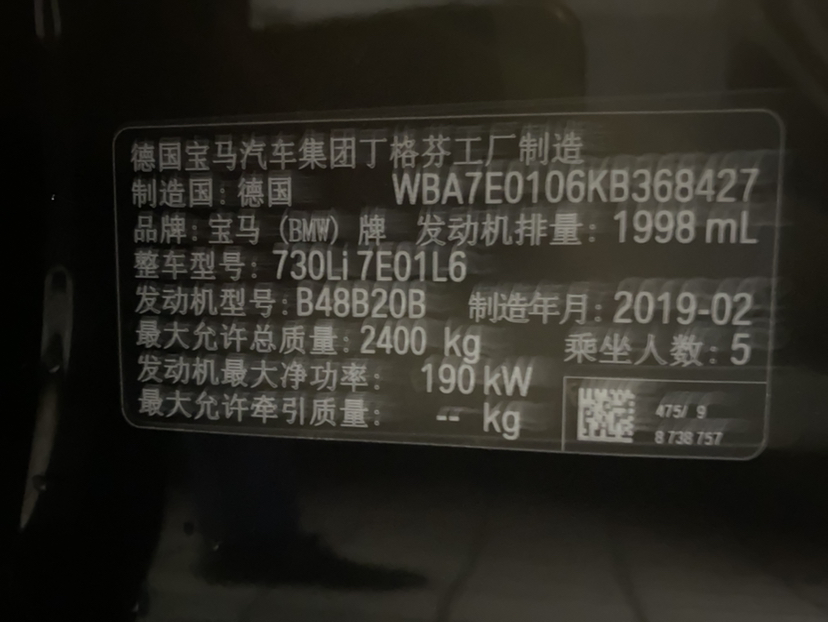 德国宝马汽车集团丁格芬工厂制造
制造国：德国 WBA7E0106KB368427
品牌：宝马 (BMW) 牌 发动机排量：1998 mL
整车型号：730Li 7E01L6
发动机型号：B48B20B 制造年月：2019-02
最大允许总质量：2400 kg 乘坐人数：5
发动机最大净功率： 190 kW
最大允许牵引质量： -- kg
475/ 9
8 738 757